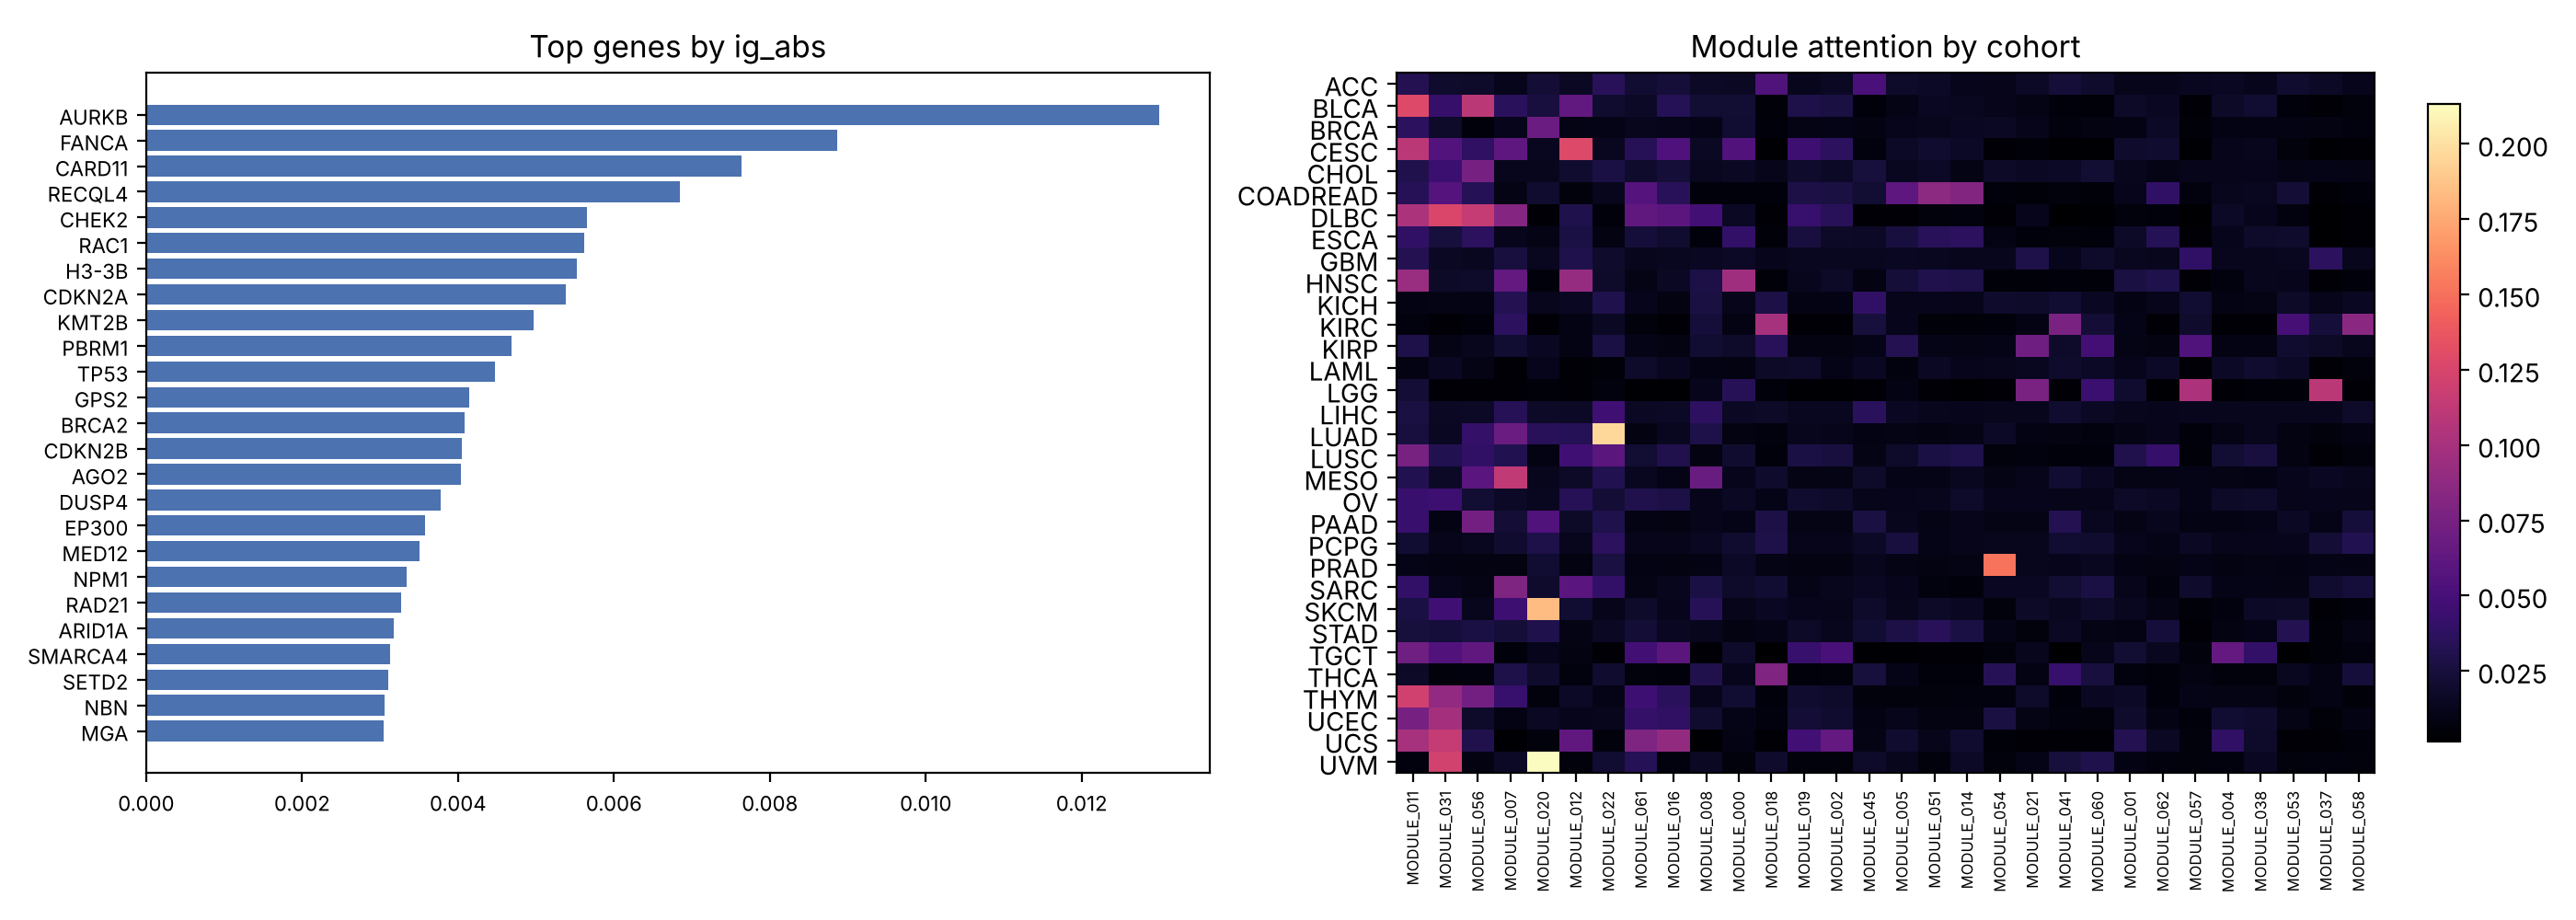 Top genes by ig_abs
AURKB
FANCA
CARD11
RECQL4
CHEK2
RAC1
H3-3B
CDKN2A
KMT2B
PBRM1
TP53
GPS2
BRCA2
CDKN2B
AGO2
DUSP4
EP300
MED12
NPM1
RAD21
ARID1A
SMARCA4
SETD2
NBN
MGA
0.000 0.002 0.004 0.006 0.008 0.010 0.012
Module attention by cohort
ACC
BLCA
BRCA
CESC
CHOL
COADREAD
DLBC
ESCA
GBM
HNSC
KICH
KIRC
KIRP
LAML
LGG
LIHC
LUAD
LUSC
MESO
OV
PAAD
PCPG
PRAD
SARC
SKCM
STAD
TGCT
THCA
THYM
UCEC
UCS
UVM
MODULE_011
MODULE_031
MODULE_056
MODULE_007
MODULE_020
MODULE_012
MODULE_022
MODULE_061
MODULE_016
MODULE_008
MODULE_000
MODULE_018
MODULE_019
MODULE_002
MODULE_045
MODULE_005
MODULE_051
MODULE_014
MODULE_054
MODULE_021
MODULE_041
MODULE_060
MODULE_001
MODULE_062
MODULE_057
MODULE_004
MODULE_038
MODULE_053
MODULE_037
MODULE_058
0.200
0.175
0.150
0.125
0.100
0.075
0.050
0.025